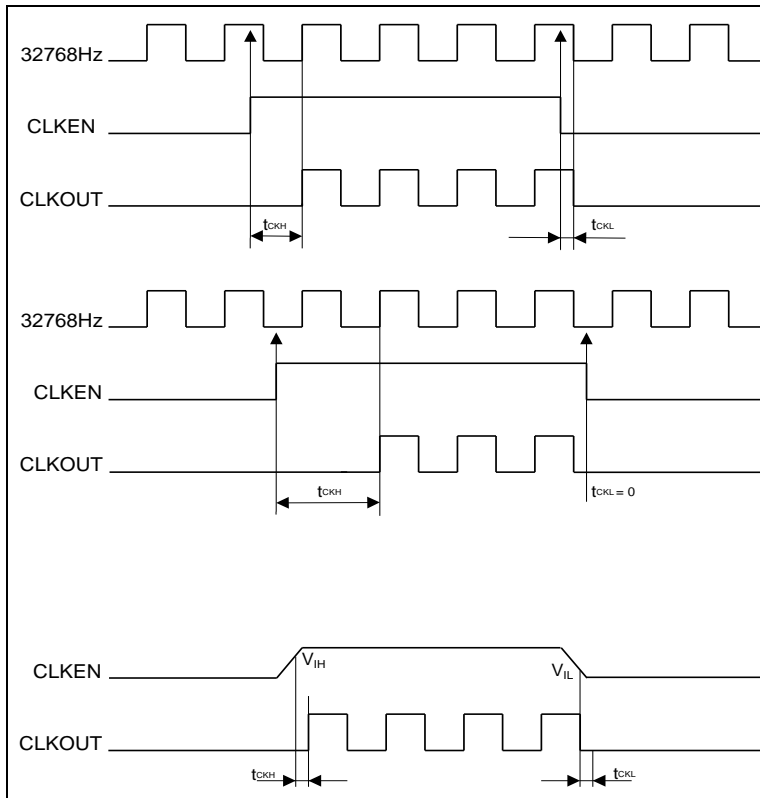 32768Hz
CLKEN
CLKOUT
tCKH
tCKL
32768Hz
CLKEN
CLKOUT
tCKH
tCKL = 0
CLKEN
VIH
VIL
CLKOUT
tCKH
tCKL